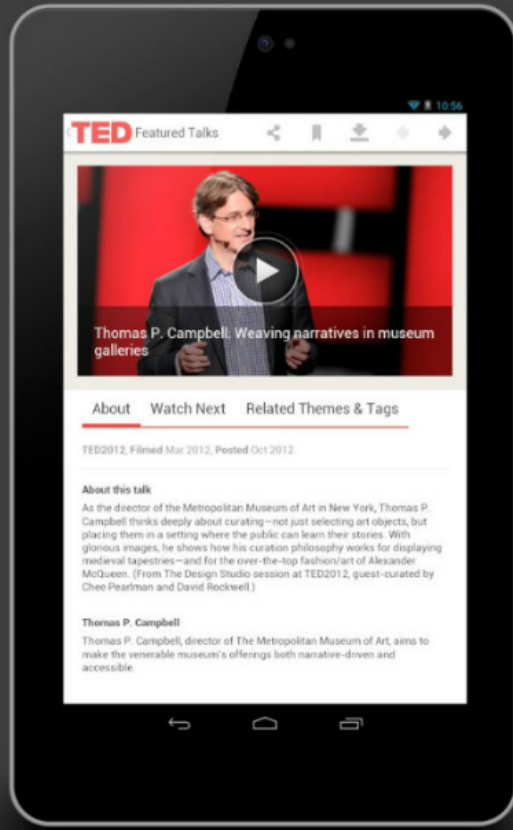 10:56
TED Featured Talks
Thomas P. Campbell: Weaving narratives in museum
galleries
About Watch Next Related Themes & Tags
TED2012, Filmed Mar 2012, Posted Oct 2012
About this talk
As the director of the Metropolitan Museum of Art in New York, Thomas P.
Campbell thinks deeply about curating—not just selecting art objects, but
placing them in a setting where the public can learn their stories. With
glorious images, he shows how his curation philosophy works for displaying
medieval tapestries—and for the over-the-top fashion/art of Alexander
McQueen. (From The Design Studio session at TED2012, guest-curated by
Chee Pearlman and David Rockwell.)
Thomas P. Campbell
Thomas P. Campbell, director of The Metropolitan Museum of Art, aims to
make the venerable museum's offerings both narrative-driven and
accessible.